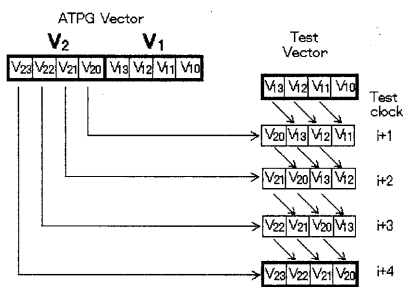 ATPG Vector
V2 V1
V23 V22 V21 V20 V13 V12 V11 V10
Test
Vector
V13 V12 V11 V10
Test
clock
V20 V13 V12 V11 i+1
V21 V20 V13 V12 i+2
V22 V21 V20 V13 i+3
V23 V22 V21 V20 i+4